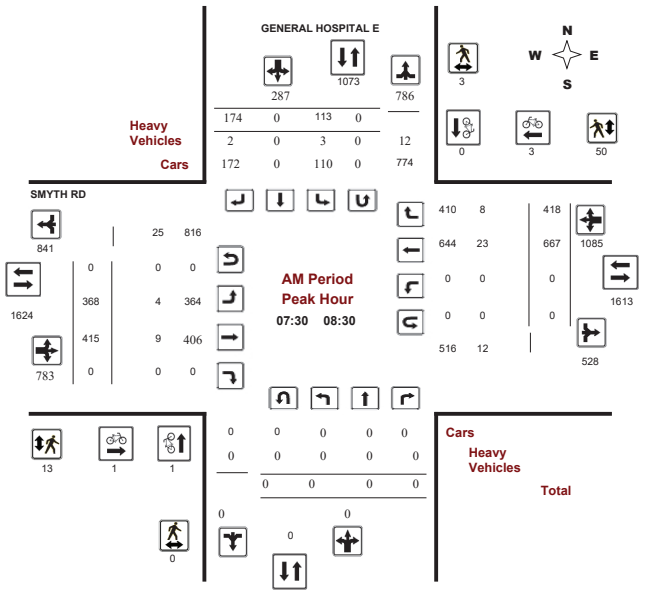 GENERAL HOSPITAL E
N
W E
S
1073
3
287 786
174 0 113 0
Heavy
Vehicles
2 0 3 0 12
Cars
172 0 110 0 774
0 3 50
SMYTH RD
841
25 816
410 8 418
1085
644 23 667
0 0 0
368 4 364
415 9 406
0 0 0
1624
783
AM Period
Peak Hour
07:30 08:30
0 0 0
0 0 0
1613
516 12
528
13 1 1
0
0 0 0 0 0
0 0 0 0 0
0 0 0 0
0 0
0
Cars
Heavy
Vehicles
Total